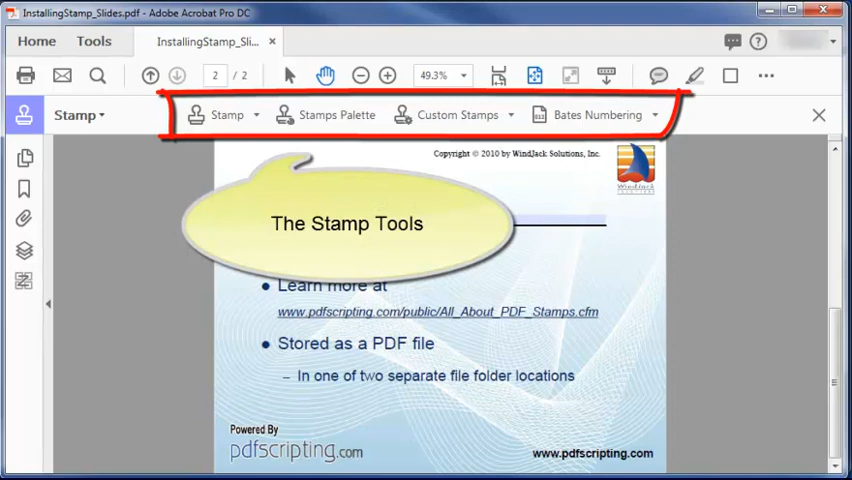 InstallingStamp_Slides.pdf - Adobe Acrobat Pro DC
Home Tools InstallingStamp_Sli...
2 / 2 49.3%
Stamp Stamp Stamps Palette Custom Stamps Bates Numbering
Copyright © 2010 by WindJack Solutions, Inc.
WindJack
The Stamp Tools
Learn more at
www.pdfscripting.com/public/All_About_PDF_Stamps.cfm
Stored as a PDF file
– In one of two separate file folder locations
Powered By
pdfscripting.com
www.pdfscripting.com